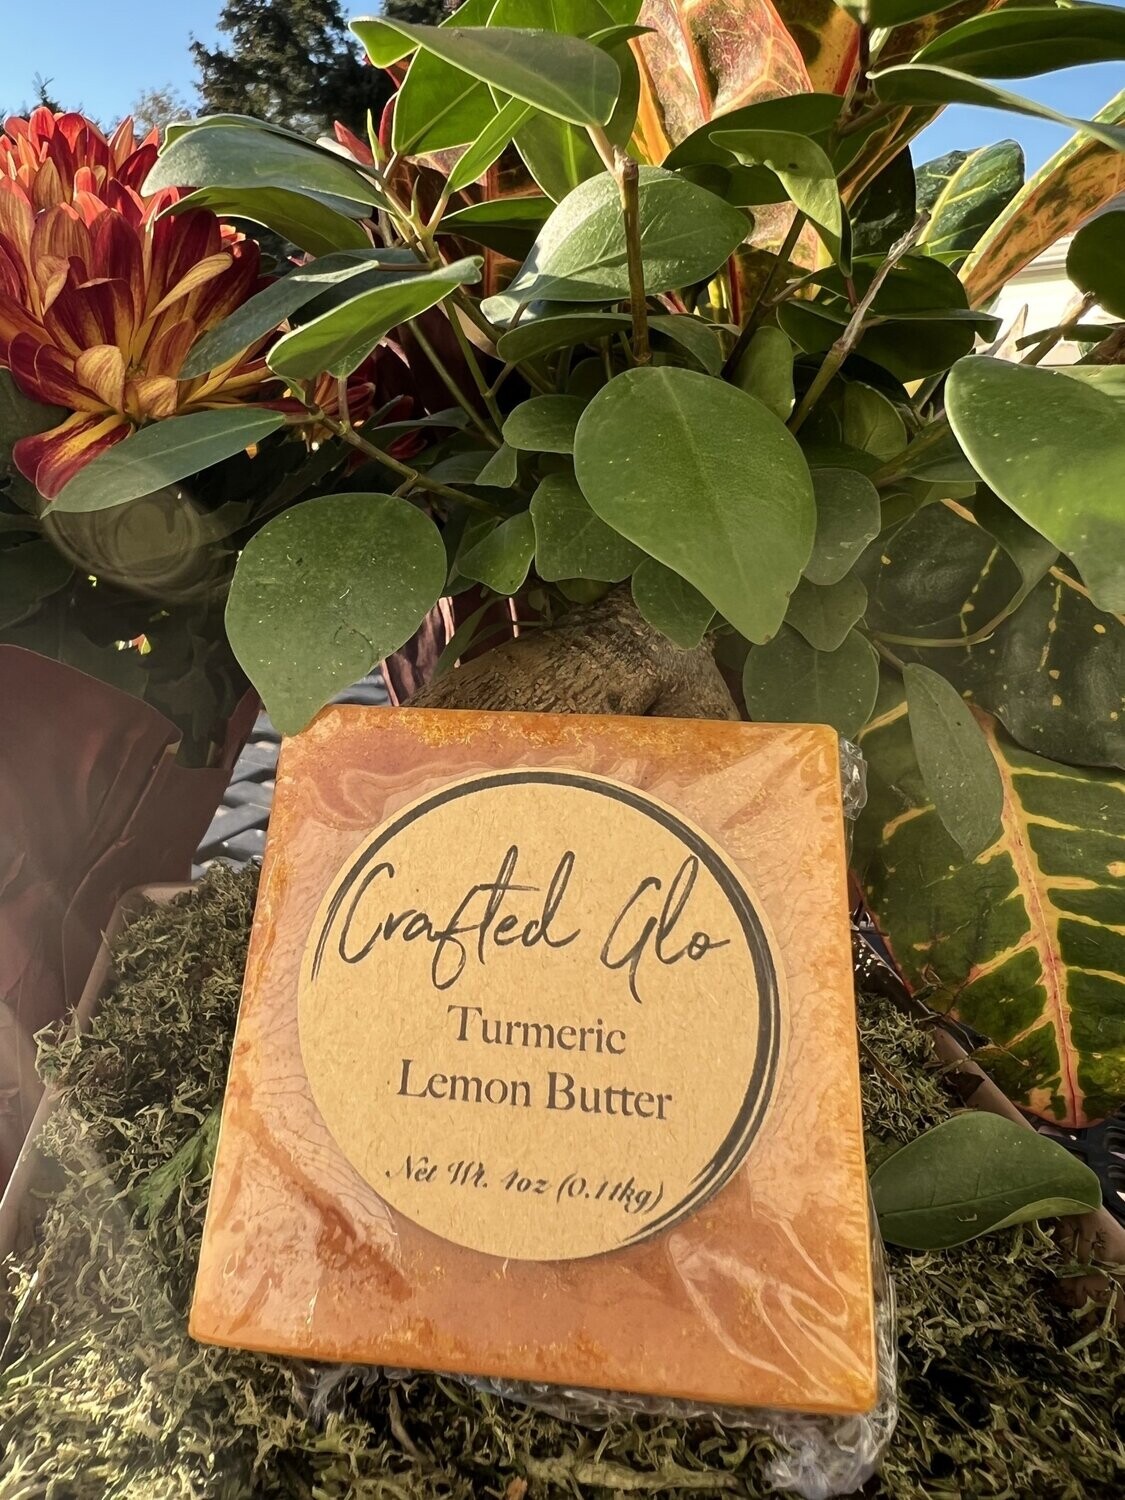 Crafted Glo
Turmeric
Lemon Butter
Net Wt. 4oz (0.11kg)